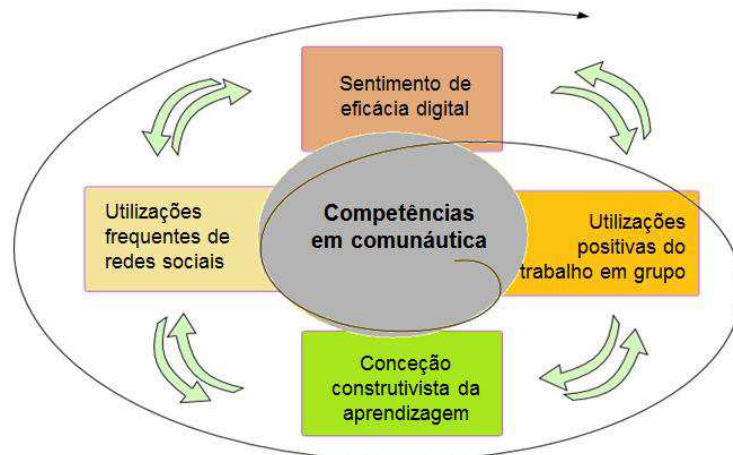 Sentimento de
eficácia digital
Utilizações
frequentes de
redes sociais
Competências
em comunáutica
Utilizações
positivas do
trabalho em grupo
Conceção
construtivista da
aprendizagem